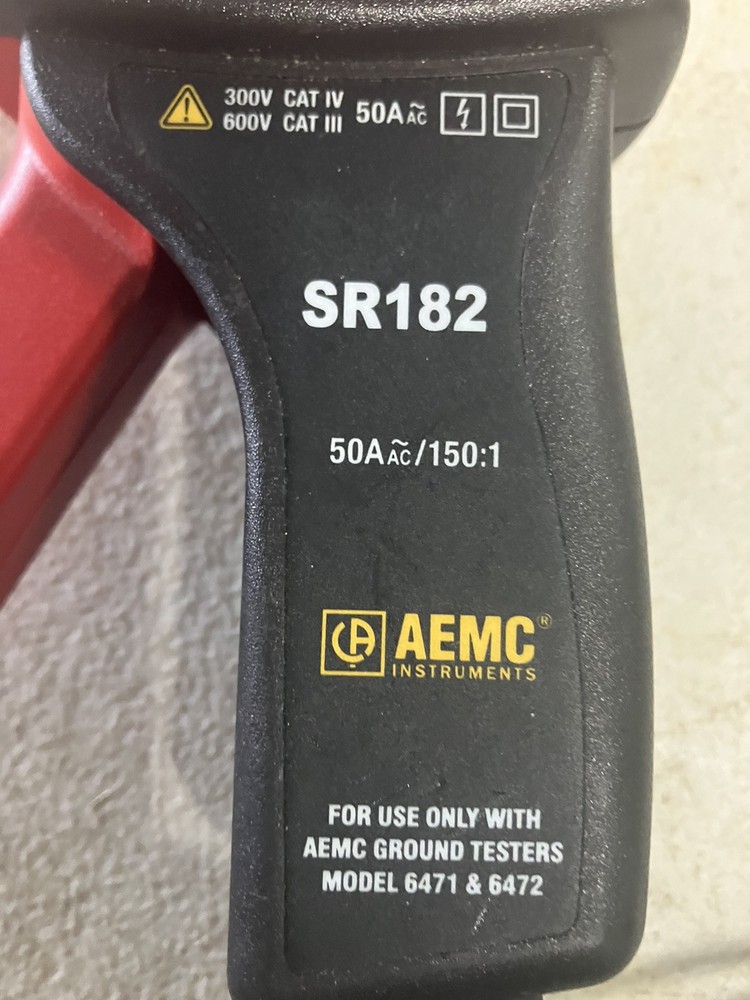 300V CAT IV 50A AC
600V CAT III
SR182
50A AC/150:1
AEMC®
INSTRUMENTS
FOR USE ONLY WITH
AEMC GROUND TESTERS
MODEL 6471 & 6472